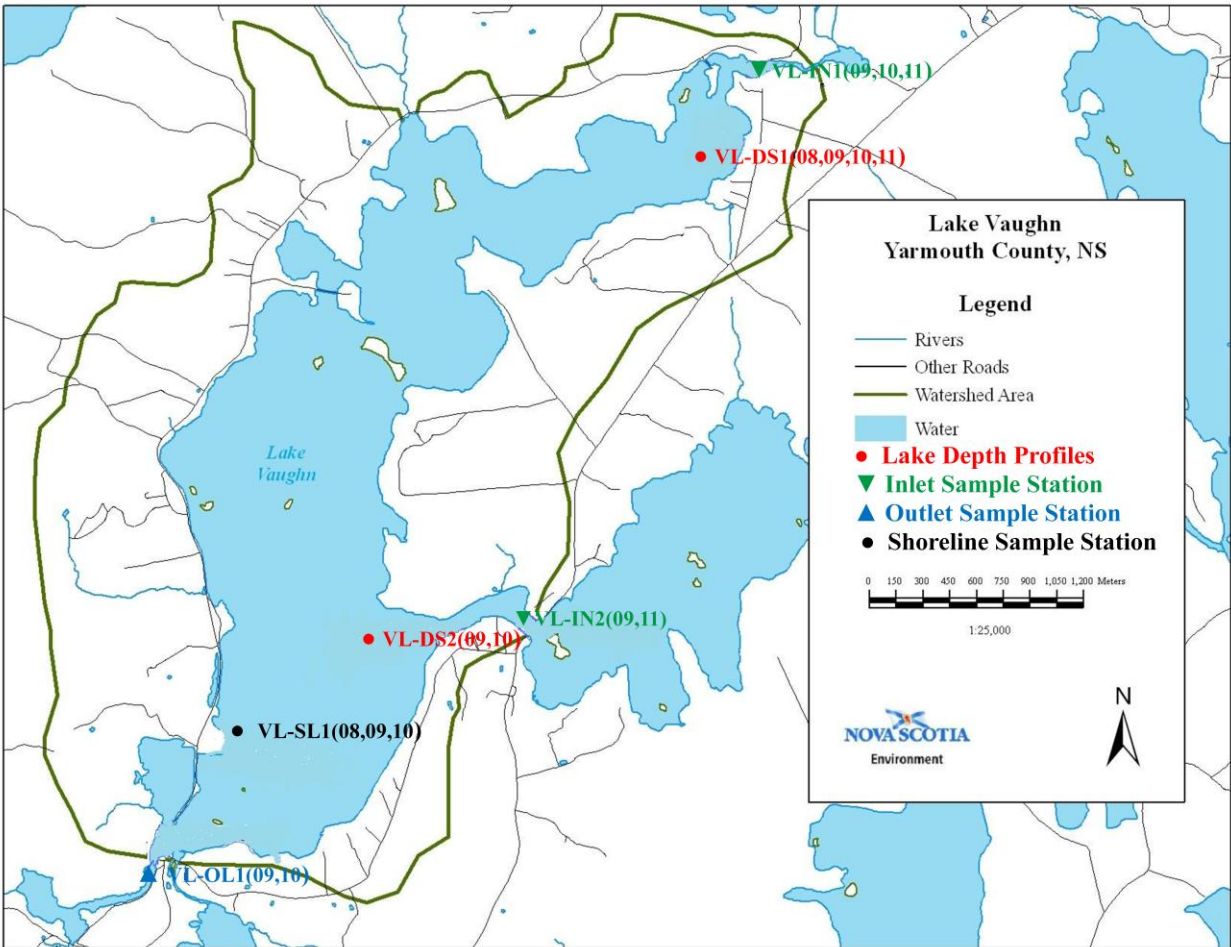 VL-IN1(09,10,11)
VL-DS1(08,09,10,11)
Lake Vaughn
Yarmouth County, NS
Legend
Rivers
Other Roads
Watershed Area
Water
Lake Depth Profiles
Inlet Sample Station
Outlet Sample Station
Shoreline Sample Station
0 150 300 450 600 750 900 1,050 1,200 Meters
1:25,000
N
NOVA SCOTIA
Environment
Lake
Vaughn
VL-IN2(09,11)
VL-DS2(09,10)
VL-SL1(08,09,10)
VL-OL1(09,10)